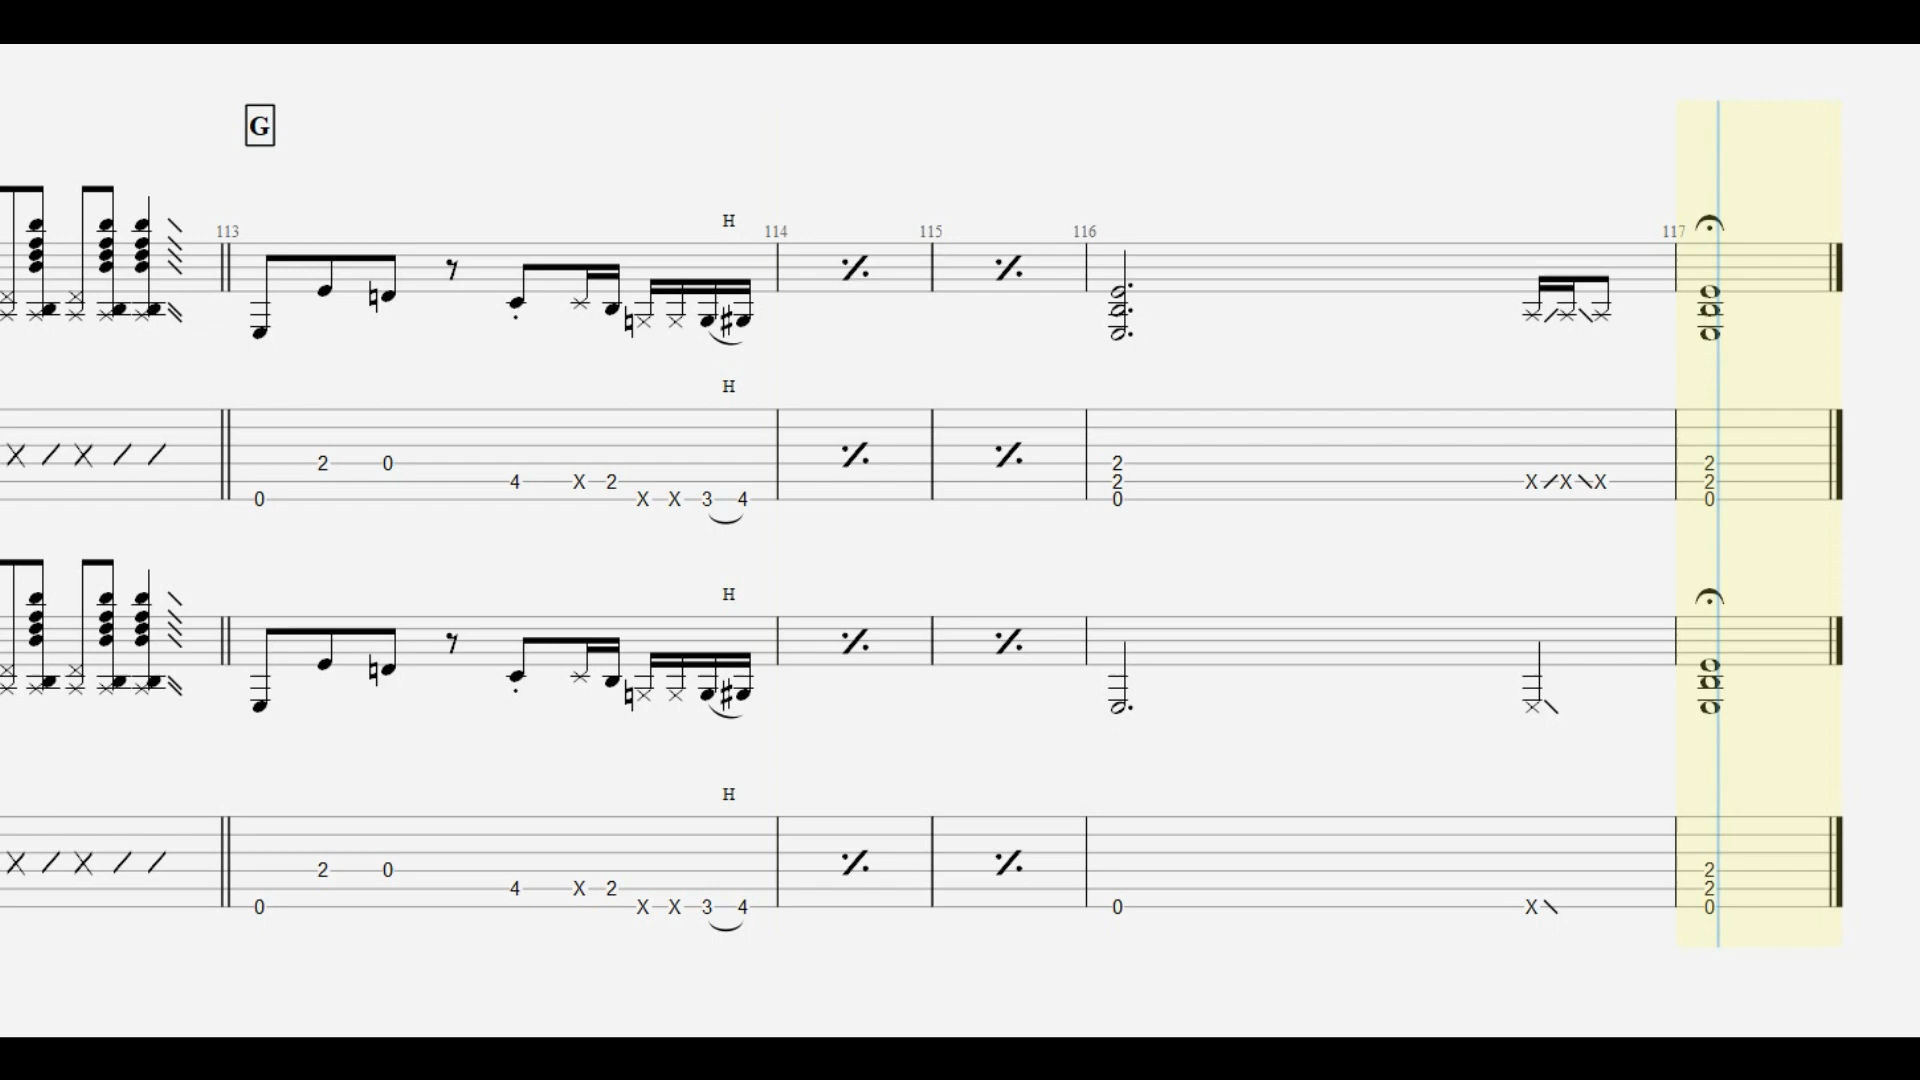 G
H
113 114 115 116 117
H
2 0 2 2
4 X 2 2 X X X 2
0 X X 3 4 0 0
H
H
2 0 2
4 X 2 2
0 X X 3 4 0 X 0